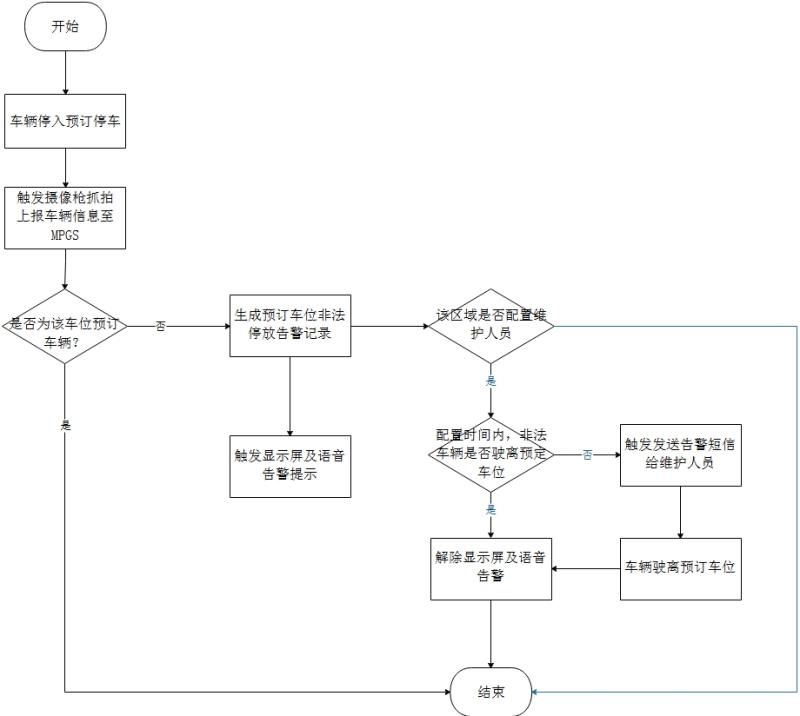 开始
车辆停入预订停车
触发摄像枪抓拍
上报车辆信息至
MPGS
是否为该车位预订
车辆？
否
生成预订车位非法
停放告警记录
该区域是否配置维
护人员
是
是
触发显示屏及语音
告警提示
配置时间内，非法
车辆是否驶离预定
车位
否
触发发送告警短信
给维护人员
是
解除显示屏及语音
告警
车辆驶离预订车位
结束